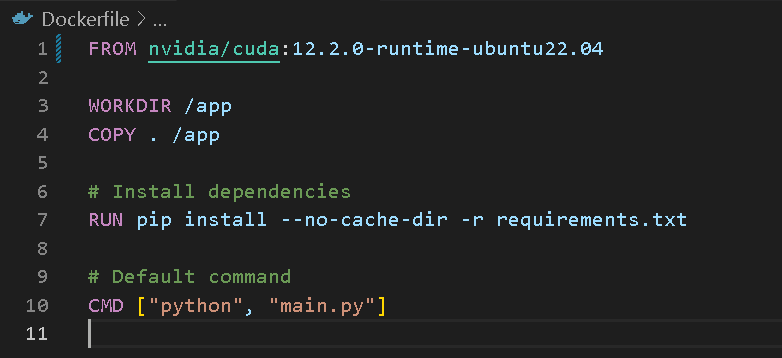 Dockerfile > ...
1 FROM nvidia/cuda:12.2.0-runtime-ubuntu22.04
2
3 WORKDIR /app
4 COPY . /app
5
6 # Install dependencies
7 RUN pip install --no-cache-dir -r requirements.txt
8
9 # Default command
10 CMD ["python", "main.py"]
11